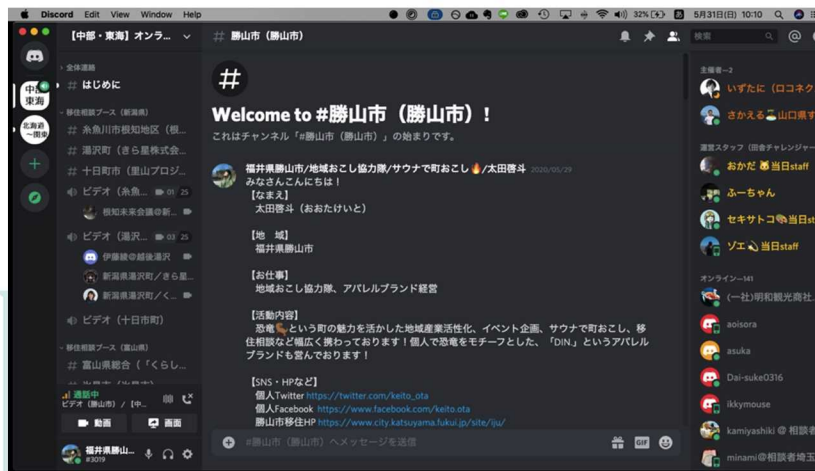 Discord Edit View Window Help
32%
5月31日(日) 10:10
【中部・東海】オンラ...
# 勝山市(勝山市)
検索
中部
東海
北海道
〜関東
全体連絡
# はじめに
移住相談ブース(新潟県)
# 糸魚川市根知地区(根...
# 湯沢町(きら星株式会...
# 十日町市(里山プロジ...
ビデオ(糸魚... 01 25
根知未来会議@新...
ビデオ(湯沢... 03 25
伊藤綾@越後湯沢
新潟県湯沢町/きら星...
新潟県湯沢町/く...
ビデオ(十日市町)
移住相談ブース(富山県)
# 富山県総合(「くらし...
通話中
ビデオ(勝山市) / 【中...
動画
画面
福井県勝山...
#3019
#
Welcome to #勝山市(勝山市)!
これはチャンネル「#勝山市(勝山市)」の始まりです。
福井県勝山市/地域おこし協力隊/サウナで町おこし🔥/太田啓斗 2020/05/29
みなさんこんにちは!
【なまえ】
太田啓斗(おおたけいと)
【地 域】
福井県勝山市
【お仕事】
地域おこし協力隊、アパレルブランド経営
【活動内容】
恐竜🦕という町の魅力を活かした地域産業活性化、イベント企画、サウナで町おこし、移
住相談など幅広く携わっております!個人で恐竜をモチーフとした、「DIN.」というアパレル
ブランドも営んでおります!
【SNS・HPなど】
個人Twitter https://twitter.com/keito_ota
個人Facebook https://www.facebook.com/keito.ota
勝山市移住HP https://www.city.katsuyama.fukui.jp/site/iju/
#勝山市(勝山市)へメッセージを送信
GIF
主催者—2
いずたに(ロコネク
さかえる🏝山口県す
運営スタッフ(田舎チャレンジャー
おかだ🐱当日staff
ふーちゃん
セキサトコ🐘当日st
ゾエ💫当日staff
オンライン—141
(一社)明和観光商社.
aoisora
asuka
Dai-suke0316
ikkymouse
kamiyashiki @ 相談者
minami@相談者埼玉